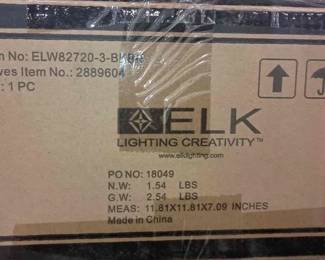 n No: ELW82720-3-B
ves Item No.: 2889604
: 1 PC
ELK
LIGHTING CREATIVITY™
www.elklighting.com
PO NO: 18049
N.W: 1.54 LBS
G.W: 2.54 LBS
MEAS: 11.81X11.81X7.09 INCHES
Made in China